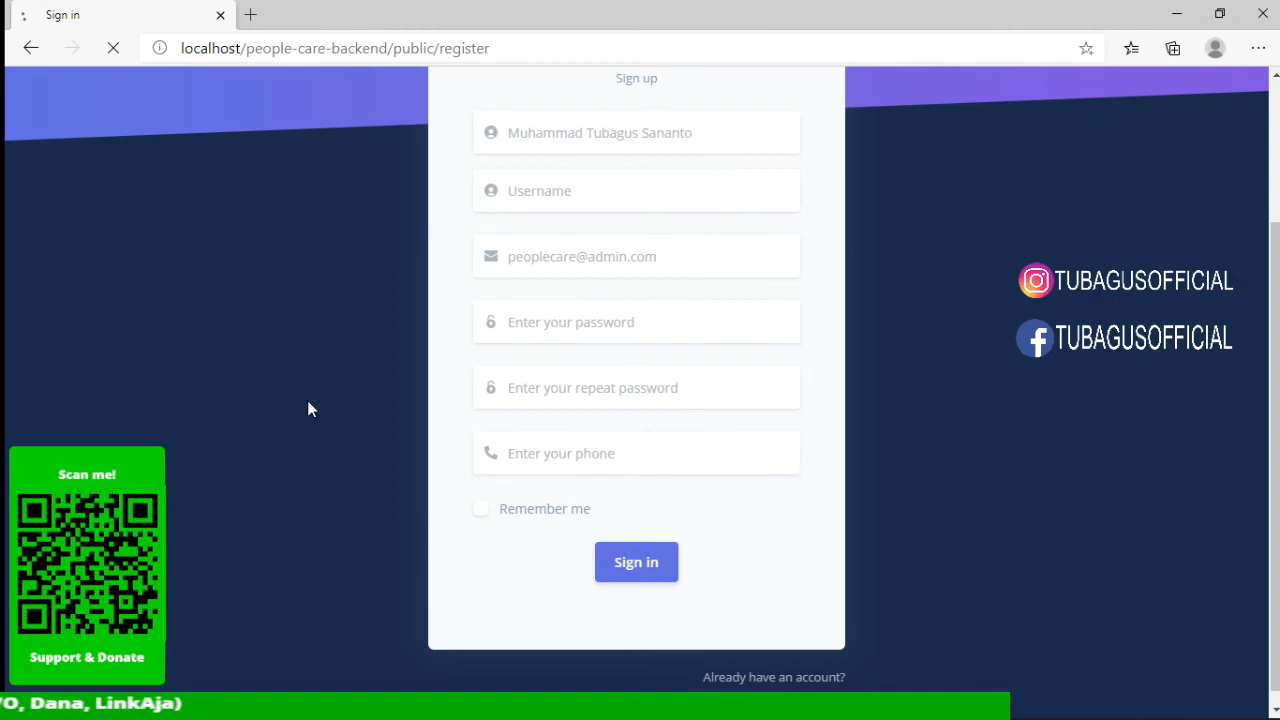 Sign in
localhost/people-care-backend/public/register
Sign up
Muhammad Tubagus Sananto
Username
peoplecare@admin.com
Enter your password
Enter your repeat password
Enter your phone
Remember me
Sign in
Already have an account?
TUBAGUSOFFICIAL
TUBAGUSOFFICIAL
Scan me!
Support & Donate
Dana, LinkAja)